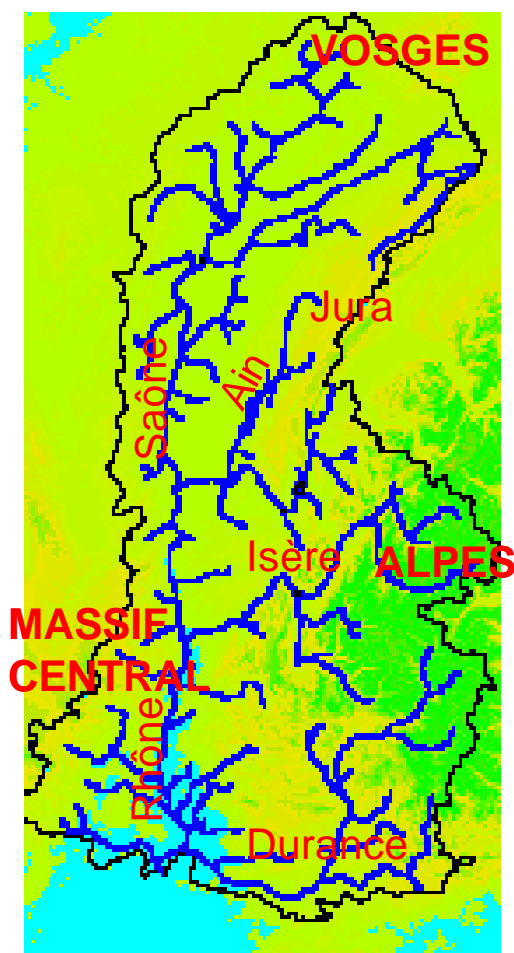 VOSGES
Jura
Saône
Ain
Isère
ALPES
MASSIF
CENTRAL
Rhône
Durance